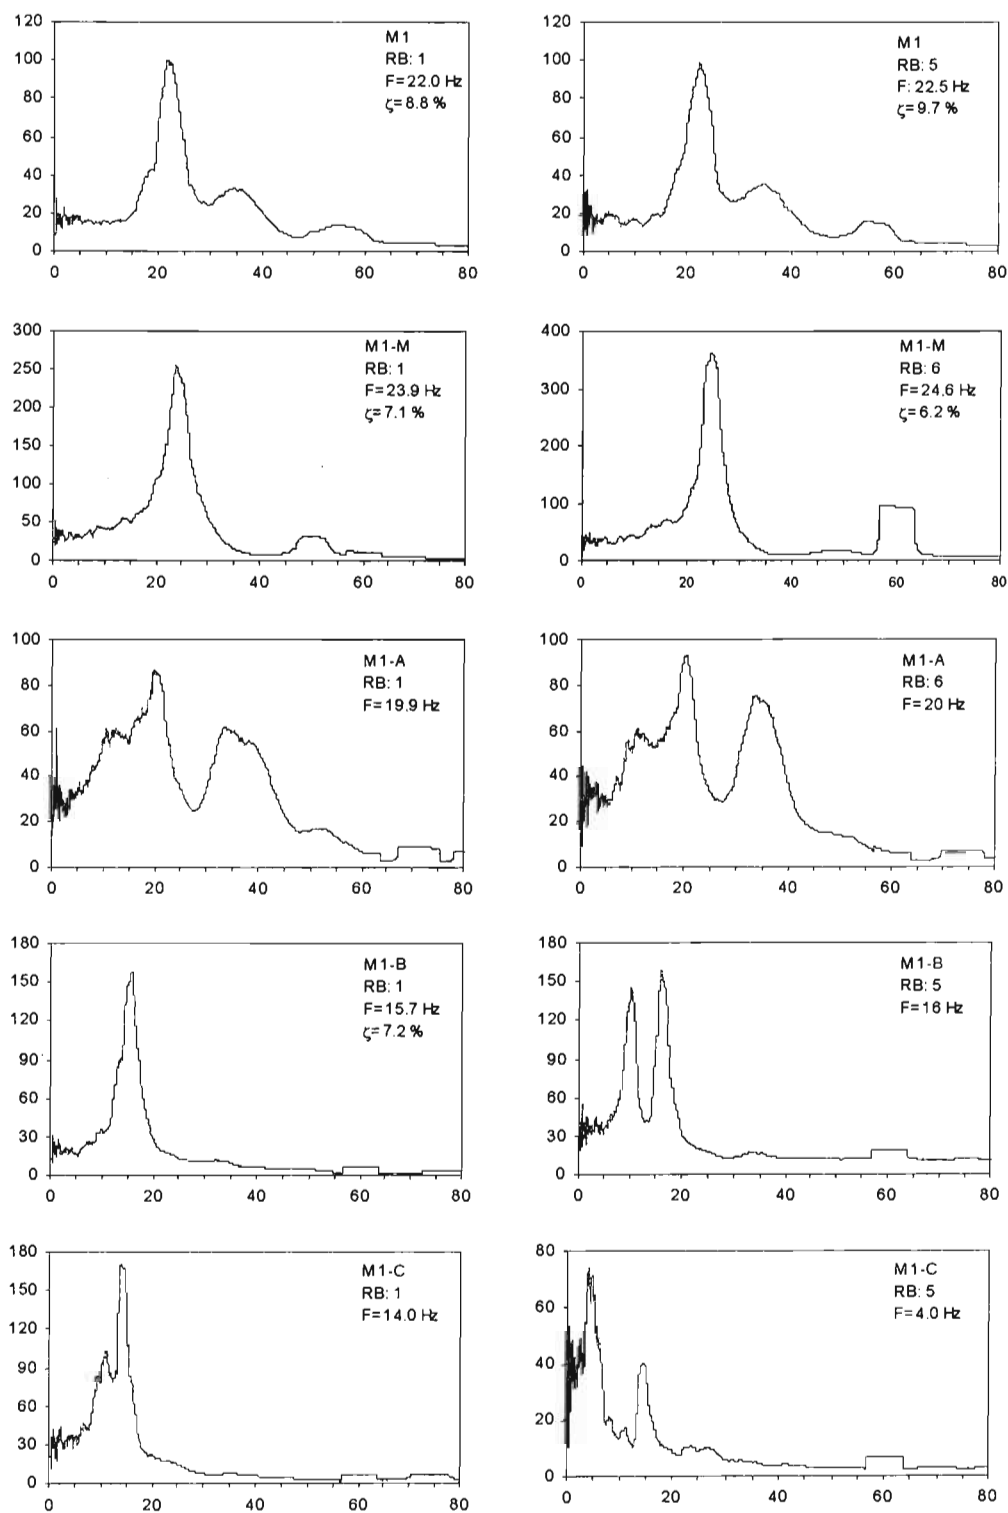 120
100
80
60
40
20
0
0 20 40 60 80
M1
RB: 1
F=22.0 Hz
ζ=8.8 %
120
100
80
60
40
20
0
0 20 40 60 80
M1
RB: 5
F: 22.5 Hz
ζ=9.7 %
300
250
200
150
100
50
0
0 20 40 60 80
M1-M
RB: 1
F=23.9 Hz
ζ=7.1 %
400
300
200
100
0
0 20 40 60 80
M1-M
RB: 6
F=24.6 Hz
ζ=6.2 %
100
80
60
40
20
0
0 20 40 60 80
M1-A
RB: 1
F=19.9 Hz
100
80
60
40
20
0
0 20 40 60 80
M1-A
RB: 6
F=20 Hz
180
150
120
90
60
30
0
0 20 40 60 80
M1-B
RB: 1
F=15.7 Hz
ζ=7.2 %
180
150
120
90
60
30
0
0 20 40 60 80
M1-B
RB: 5
F=16 Hz
180
150
120
90
60
30
0
0 20 40 60 80
M1-C
RB: 1
F=14.0 Hz
80
60
40
20
0
0 20 40 60 80
M1-C
RB: 5
F=4.0 Hz